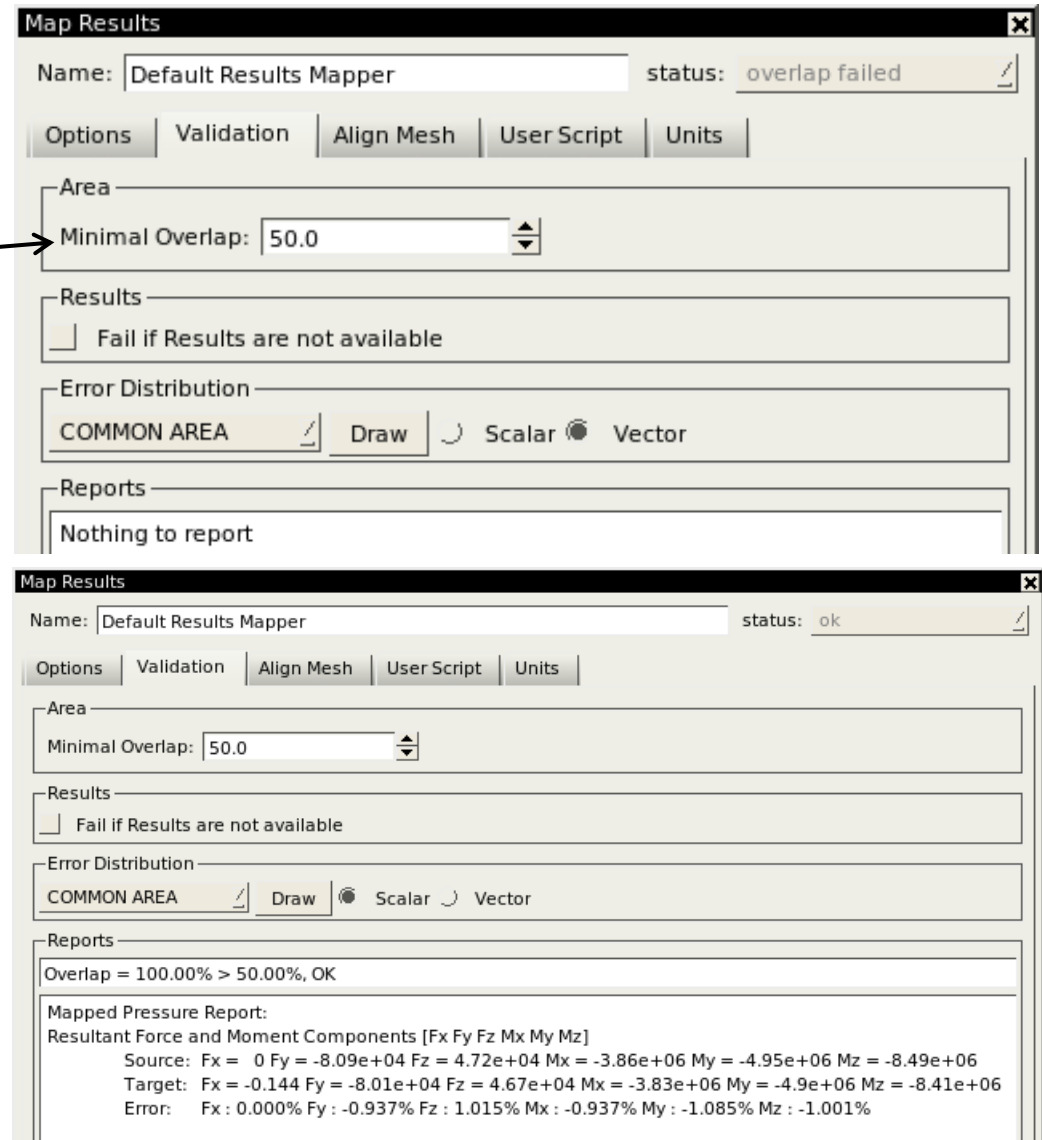 Map Results
Name: Default Results Mapper status: overlap failed
Options Validation Align Mesh User Script Units
Area
Minimal Overlap: 50.0
Results
Fail if Results are not available
Error Distribution
COMMON AREA Draw Scalar Vector
Reports
Nothing to report
Map Results
Name: Default Results Mapper status: ok
Options Validation Align Mesh User Script Units
Area
Minimal Overlap: 50.0
Results
Fail if Results are not available
Error Distribution
COMMON AREA Draw Scalar Vector
Reports
Overlap = 100.00% > 50.00%, OK
Mapped Pressure Report:
Resultant Force and Moment Components [Fx Fy Fz Mx My Mz]
Source: Fx = 0 Fy = -8.09e+04 Fz = 4.72e+04 Mx = -3.86e+06 My = -4.95e+06 Mz = -8.49e+06
Target: Fx = -0.144 Fy = -8.01e+04 Fz = 4.67e+04 Mx = -3.83e+06 My = -4.9e+06 Mz = -8.41e+06
Error: Fx : 0.000% Fy : -0.937% Fz : 1.015% Mx : -0.937% My : -1.085% Mz : -1.001%